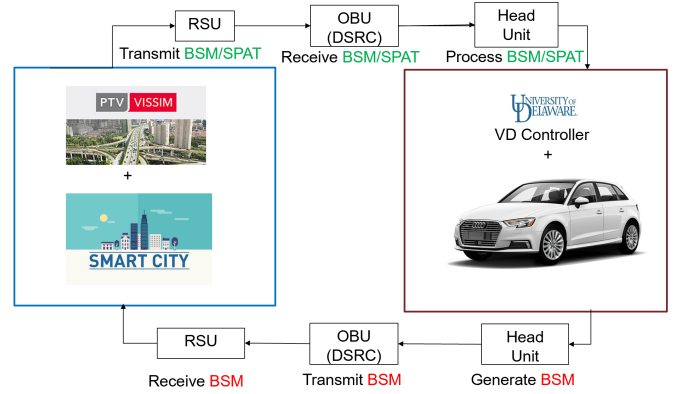 RSU
OBU
(DSRC)
Head
Unit
Transmit BSM/SPAT
Receive BSM/SPAT
Process BSM/SPAT
PTV VISSIM
+
SMART CITY
UNIVERSITY OF
DELAWARE
VD Controller
+
RSU
OBU
(DSRC)
Head
Unit
Receive BSM
Transmit BSM
Generate BSM